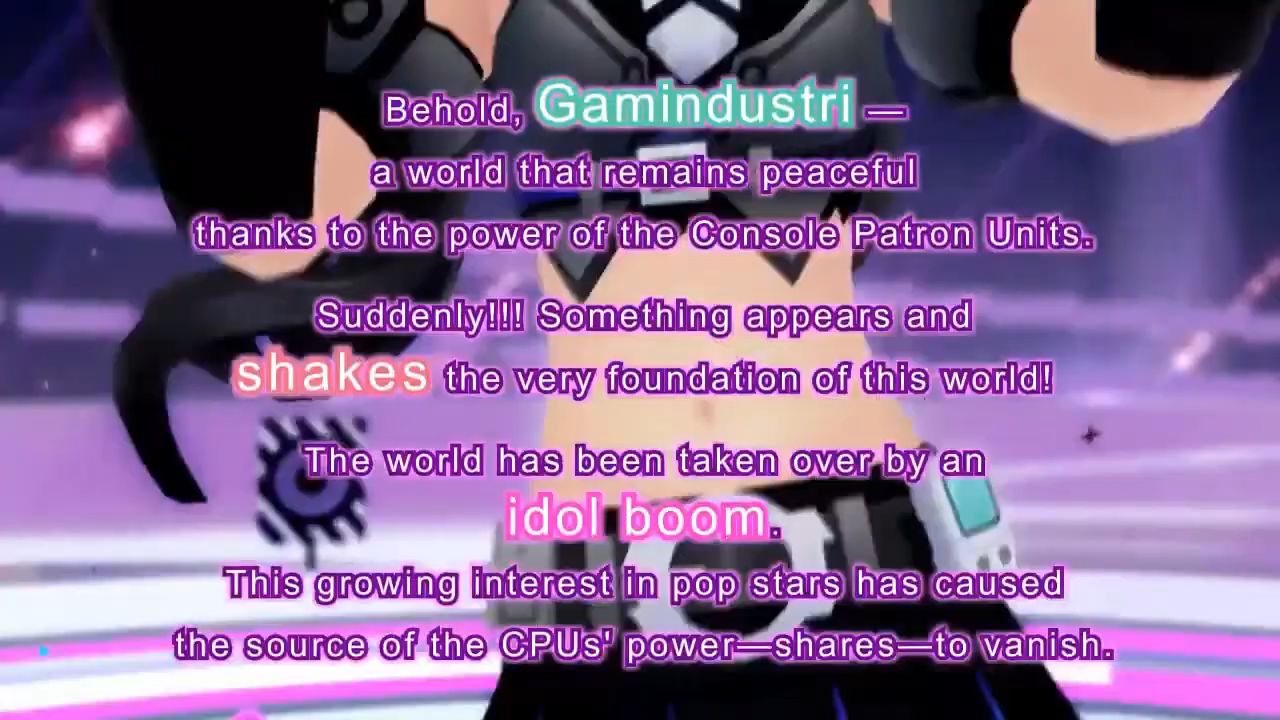 Behold, Gamindustri —
a world that remains peaceful
thanks to the power of the Console Patron Units.
Suddenly!!! Something appears and
shakes the very foundation of this world!
The world has been taken over by an
idol boom.
This growing interest in pop stars has caused
the source of the CPUs' power—shares—to vanish.